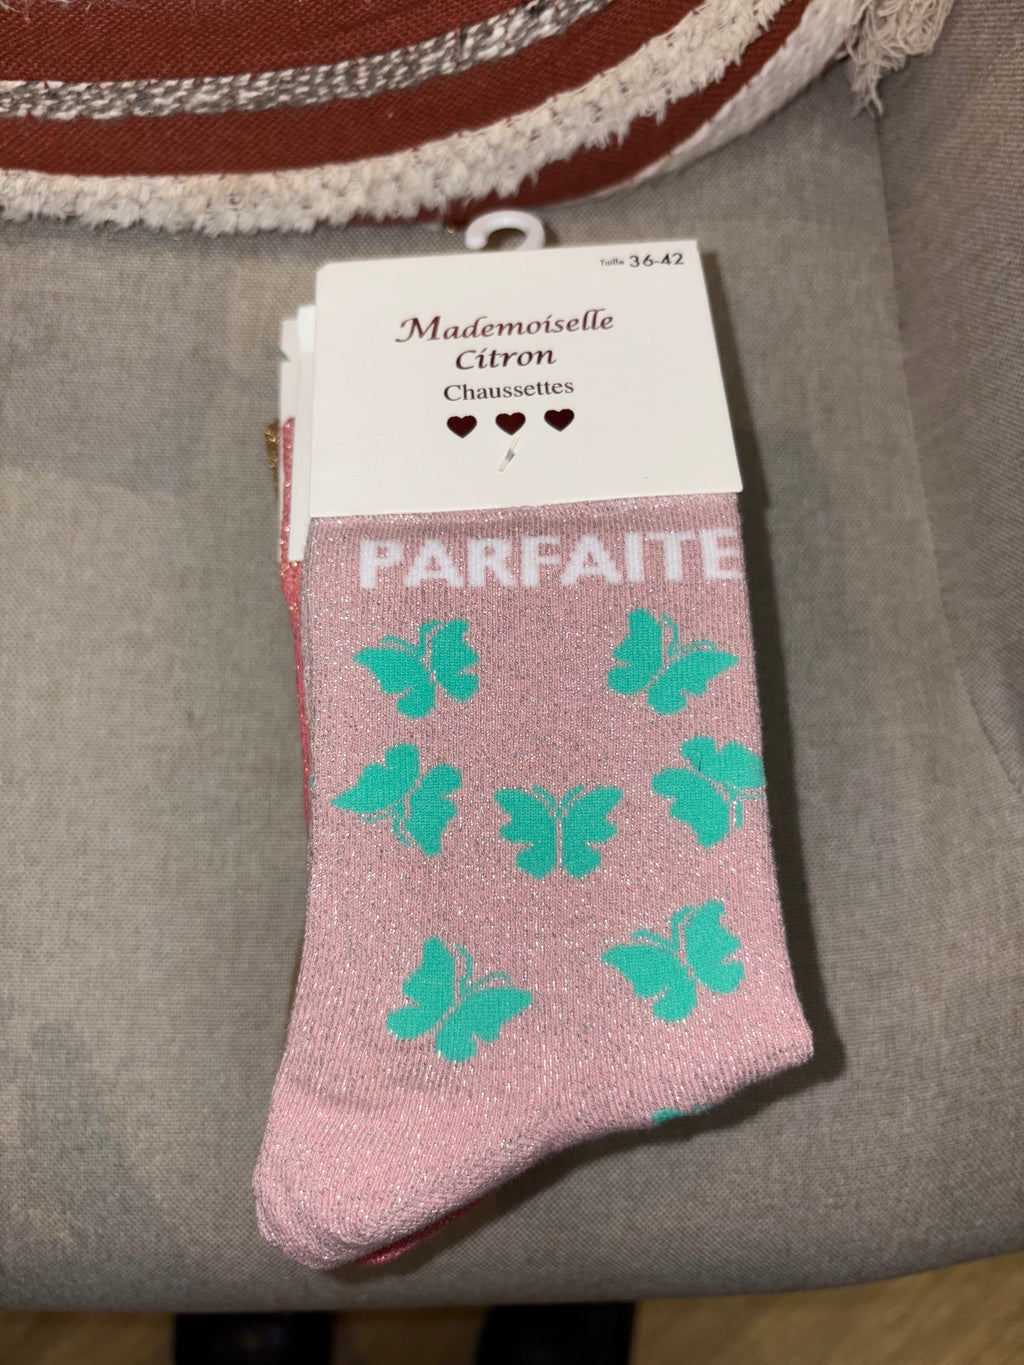 Taille 36-42
Mademoiselle
Citron
Chaussettes
PARFAITE